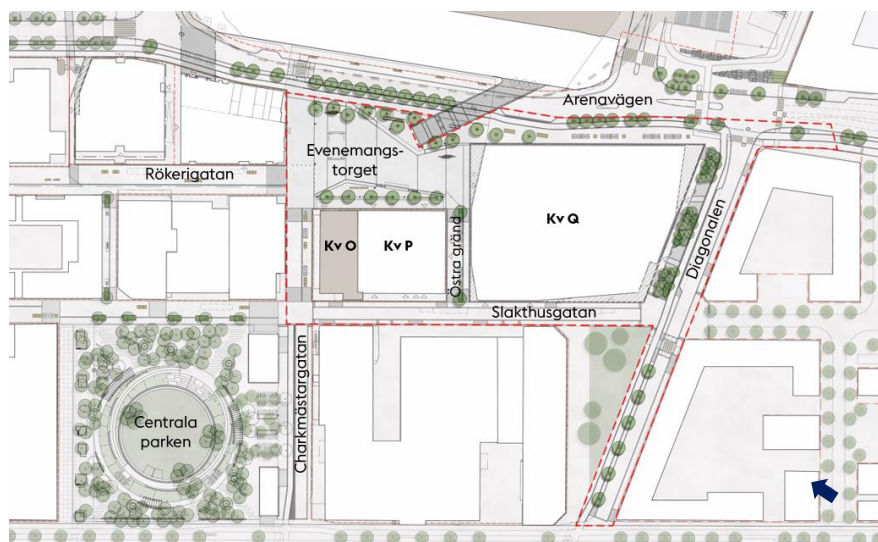 Arenavägen
Evenemangs-
torget
Rökerigatan
Kv O
Kv P
Östra gränd
Kv Q
Diagonalen
Slakthusgatan
Charkmästargatan
Centrala
parken